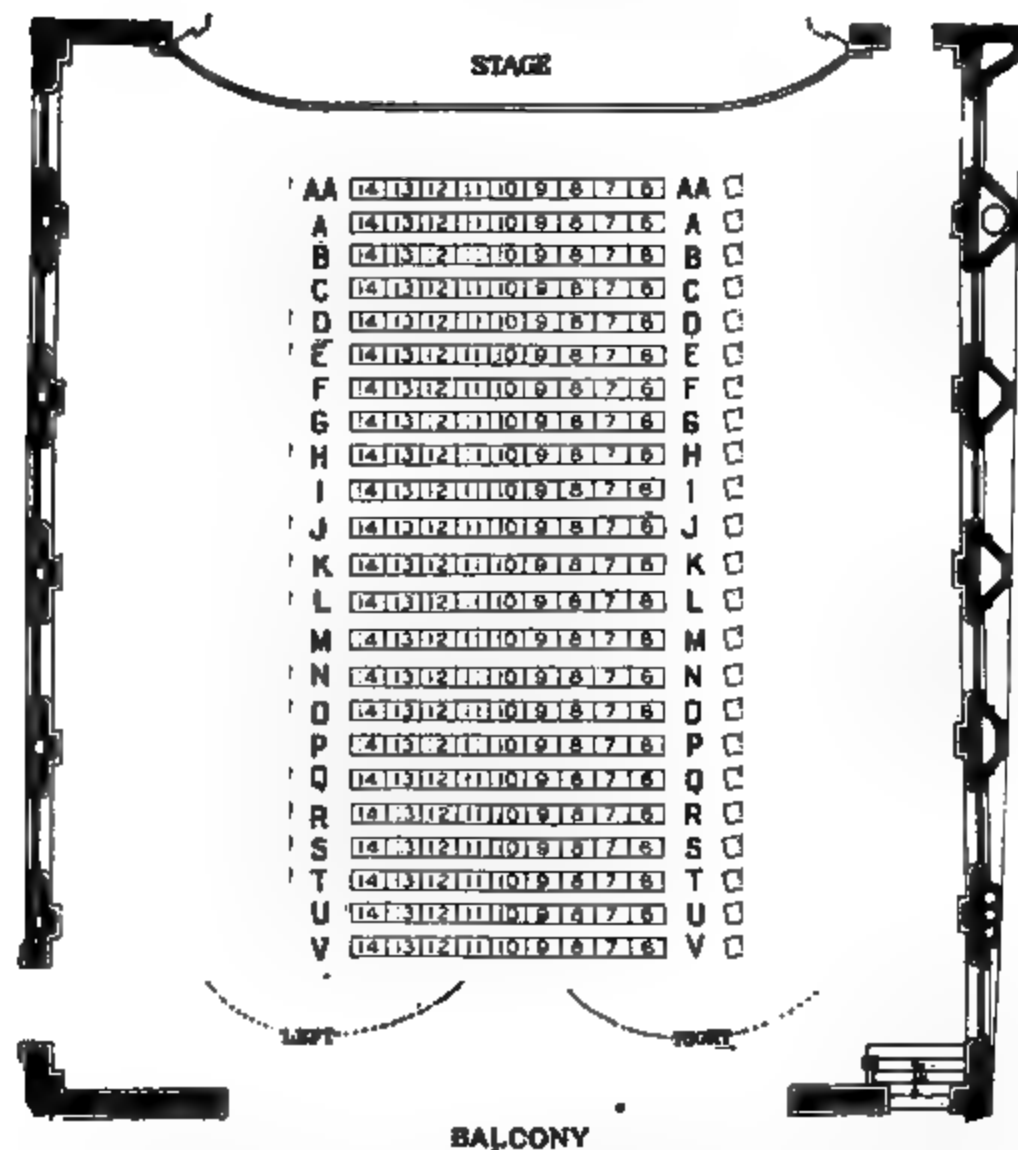 STAGE
AA 14 13 12 11 10 9 8 7 6 AA
A 14 13 12 11 10 9 8 7 6 A
B 14 13 12 11 10 9 8 7 6 B
C 14 13 12 11 10 9 8 7 6 C
D 14 13 12 11 10 9 8 7 6 D
E 14 13 12 11 10 9 8 7 6 E
F 14 13 12 11 10 9 8 7 6 F
G 14 13 12 11 10 9 8 7 6 G
H 14 13 12 11 10 9 8 7 6 H
I 14 13 12 11 10 9 8 7 6 I
J 14 13 12 11 10 9 8 7 6 J
K 14 13 12 11 10 9 8 7 6 K
L 14 13 12 11 10 9 8 7 6 L
M 14 13 12 11 10 9 8 7 6 M
N 14 13 12 11 10 9 8 7 6 N
O 14 13 12 11 10 9 8 7 6 O
P 14 13 12 11 10 9 8 7 6 P
Q 14 13 12 11 10 9 8 7 6 Q
R 14 13 12 11 10 9 8 7 6 R
S 14 13 12 11 10 9 8 7 6 S
T 14 13 12 11 10 9 8 7 6 T
U 14 13 12 11 10 9 8 7 6 U
V 14 13 12 11 10 9 8 7 6 V
LEFT RIGHT
BALCONY